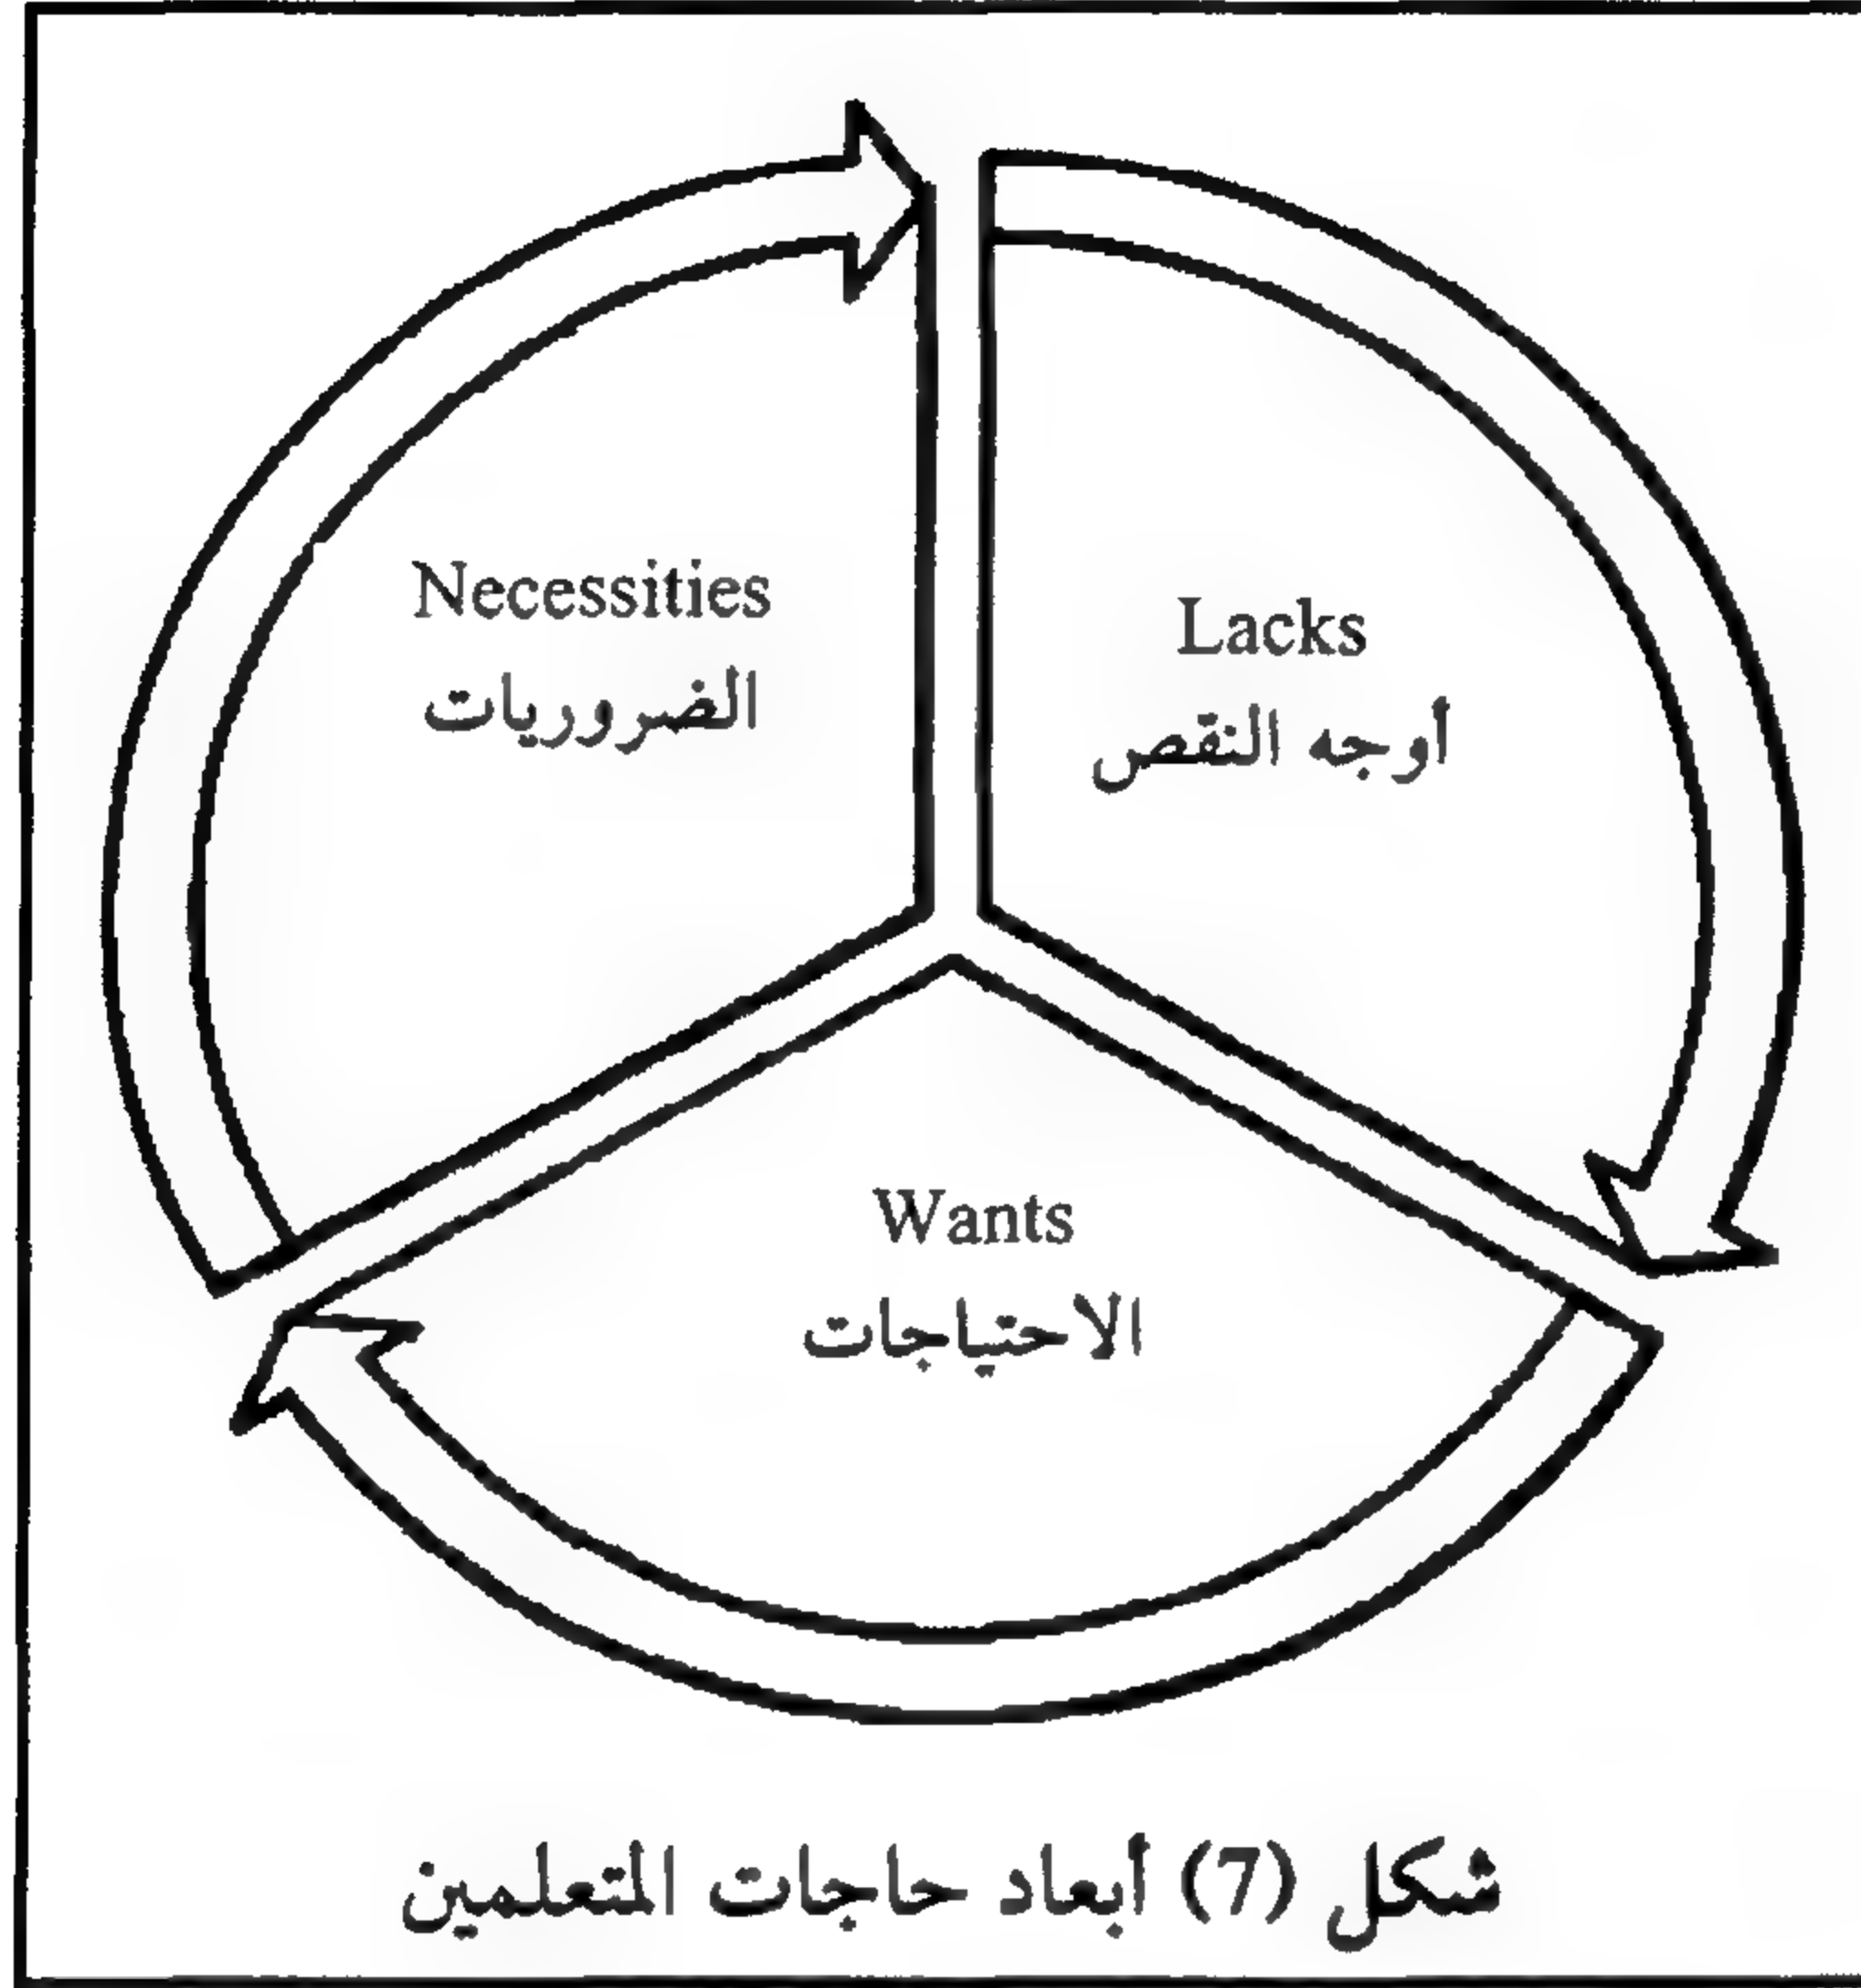 Necessities
الضروريات
Lacks
أوجه النقص
Wants
الاحتياجات
شكل (7) أبعاد حاجات المتعلمين